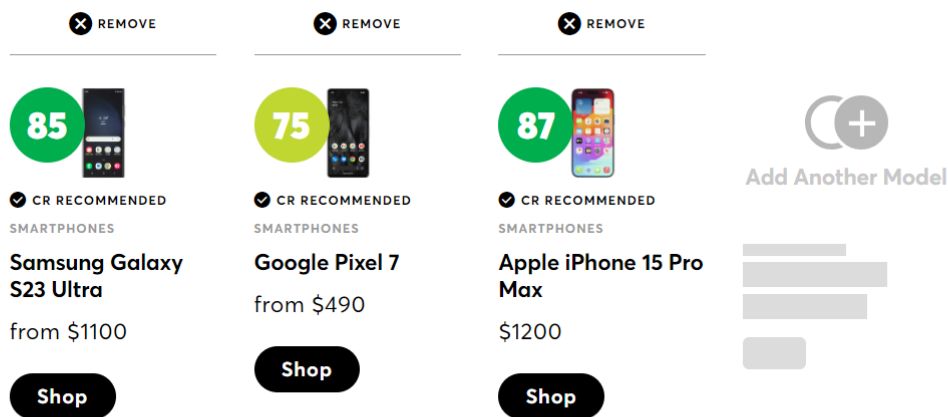 REMOVE
REMOVE
REMOVE
85
75
87
Add Another Model
CR RECOMMENDED
CR RECOMMENDED
CR RECOMMENDED
SMARTPHONES
SMARTPHONES
SMARTPHONES
Samsung Galaxy
S23 Ultra
Google Pixel 7
Apple iPhone 15 Pro
Max
from $1100
from $490
$1200
Shop
Shop
Shop